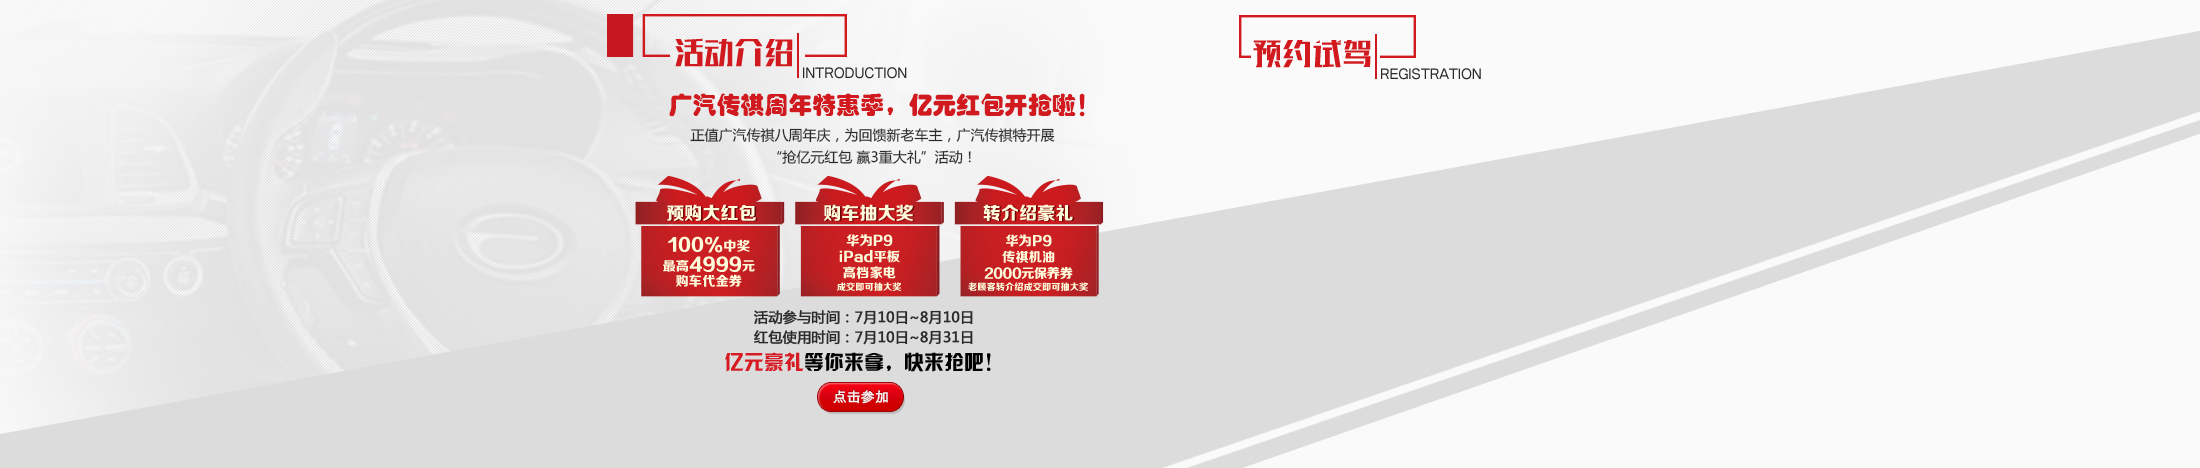 活动介绍
INTRODUCTION
广汽传祺周年特惠季，亿元红包开抢啦！
正值广汽传祺八周年庆，为回馈新老车主，广汽传祺特开展
“抢亿元红包 赢3重大礼”活动！
预购大红包
100%中奖
最高4999元
购车代金券
购车抽大奖
华为P9
iPad平板
高档家电
成交即可抽大奖
转介绍豪礼
华为P9
传祺机油
2000元保养券
老顾客转介绍成交即可抽大奖
活动参与时间：7月10日~8月10日
红包使用时间：7月10日~8月31日
亿元豪礼等你来拿，快来抢吧！
点击参加
预约试驾
REGISTRATION